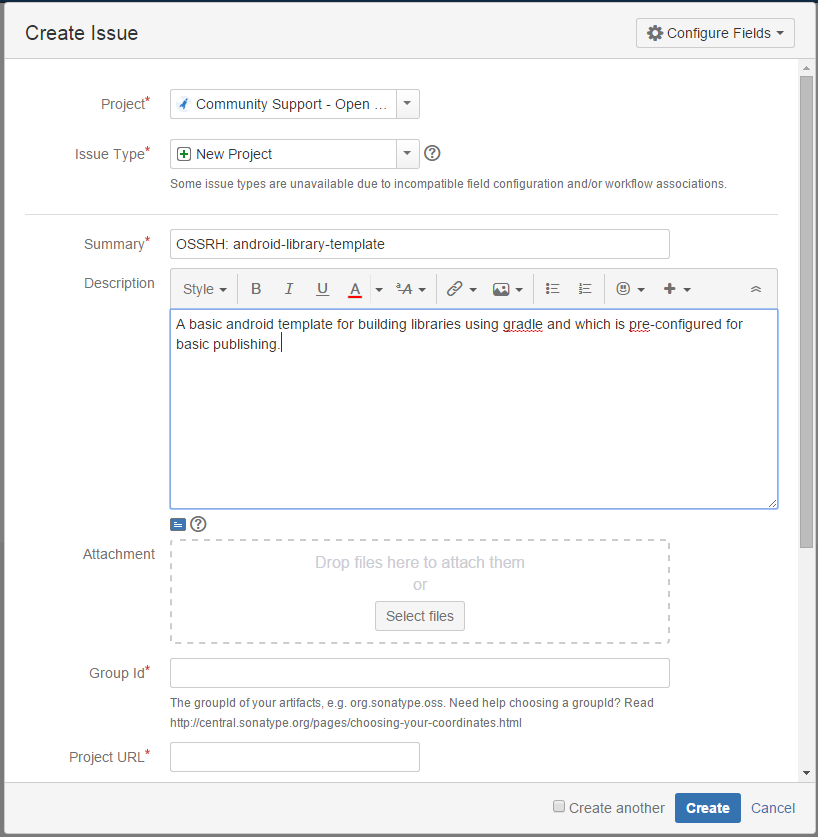 Create Issue
Configure Fields
Project*
Community Support - Open ...
Issue Type*
New Project
?
Some issue types are unavailable due to incompatible field configuration and/or workflow associations.
Summary*
OSSRH: android-library-template
Description
Style B I U A ªA
A basic android template for building libraries using gradle and which is pre-configured for
basic publishing.
?
Attachment
Drop files here to attach them
or
Select files
Group Id*
The groupId of your artifacts, e.g. org.sonatype.oss. Need help choosing a groupId? Read
http://central.sonatype.org/pages/choosing-your-coordinates.html
Project URL*
Create another
Create
Cancel